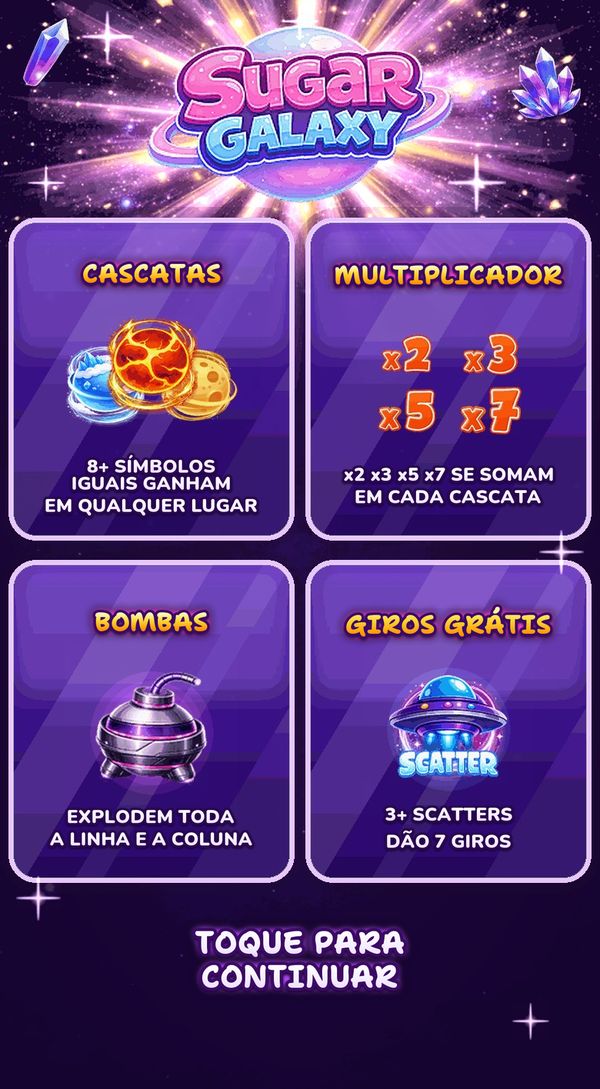 SUGAR
GALAXY
CASCATAS
8+ SÍMBOLOS
IGUAIS GANHAM
EM QUALQUER LUGAR
MULTIPLICADOR
x2 x3
x5 x7
x2 x3 x5 x7 SE SOMAM
EM CADA CASCATA
BOMBAS
EXPLODEM TODA
A LINHA E A COLUNA
GIROS GRÁTIS
SCATTER
3+ SCATTERS
DÃO 7 GIROS
TOQUE PARA
CONTINUAR